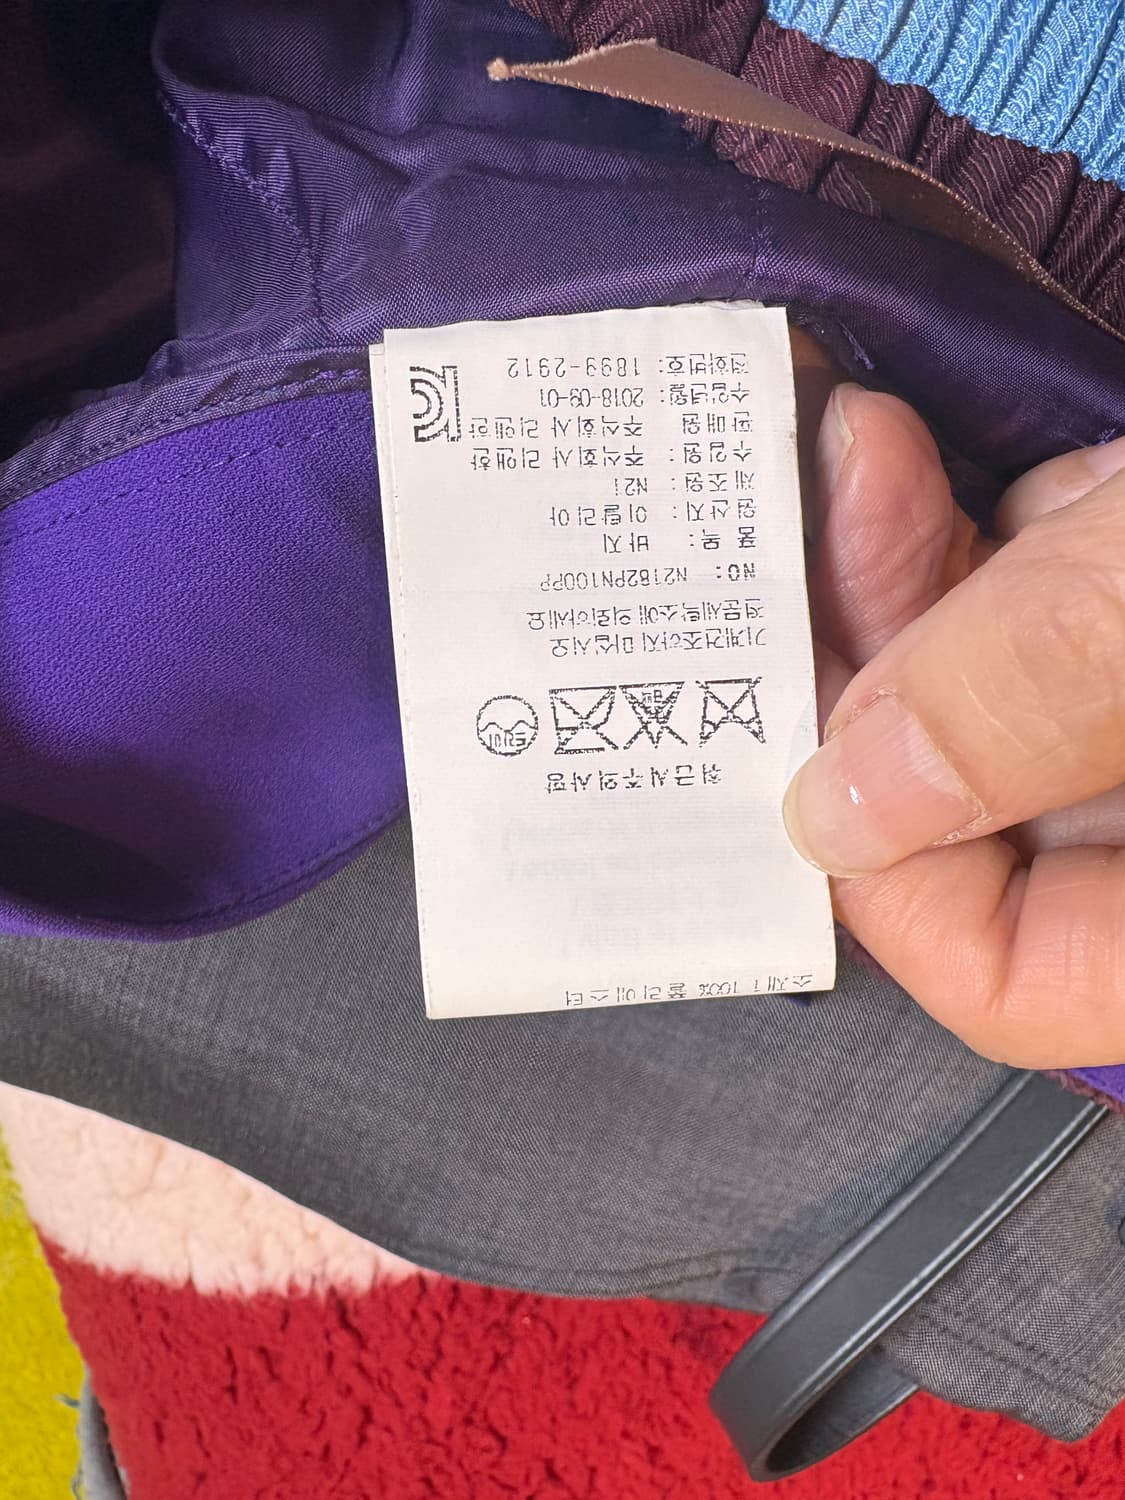 소재 : 100% 폴리에스터
취급시주의사항
기계건조하지 마십시오
전문세탁소에 의뢰하세요
NO: N2182PN100PP
품 목: 바지
원산지: 이탈리아
제조원: N21
수입원: 주식회사 리앤한
판매원 주식회사 리앤한
수입년월: 2018-09-01
전화번호: 1899-2912